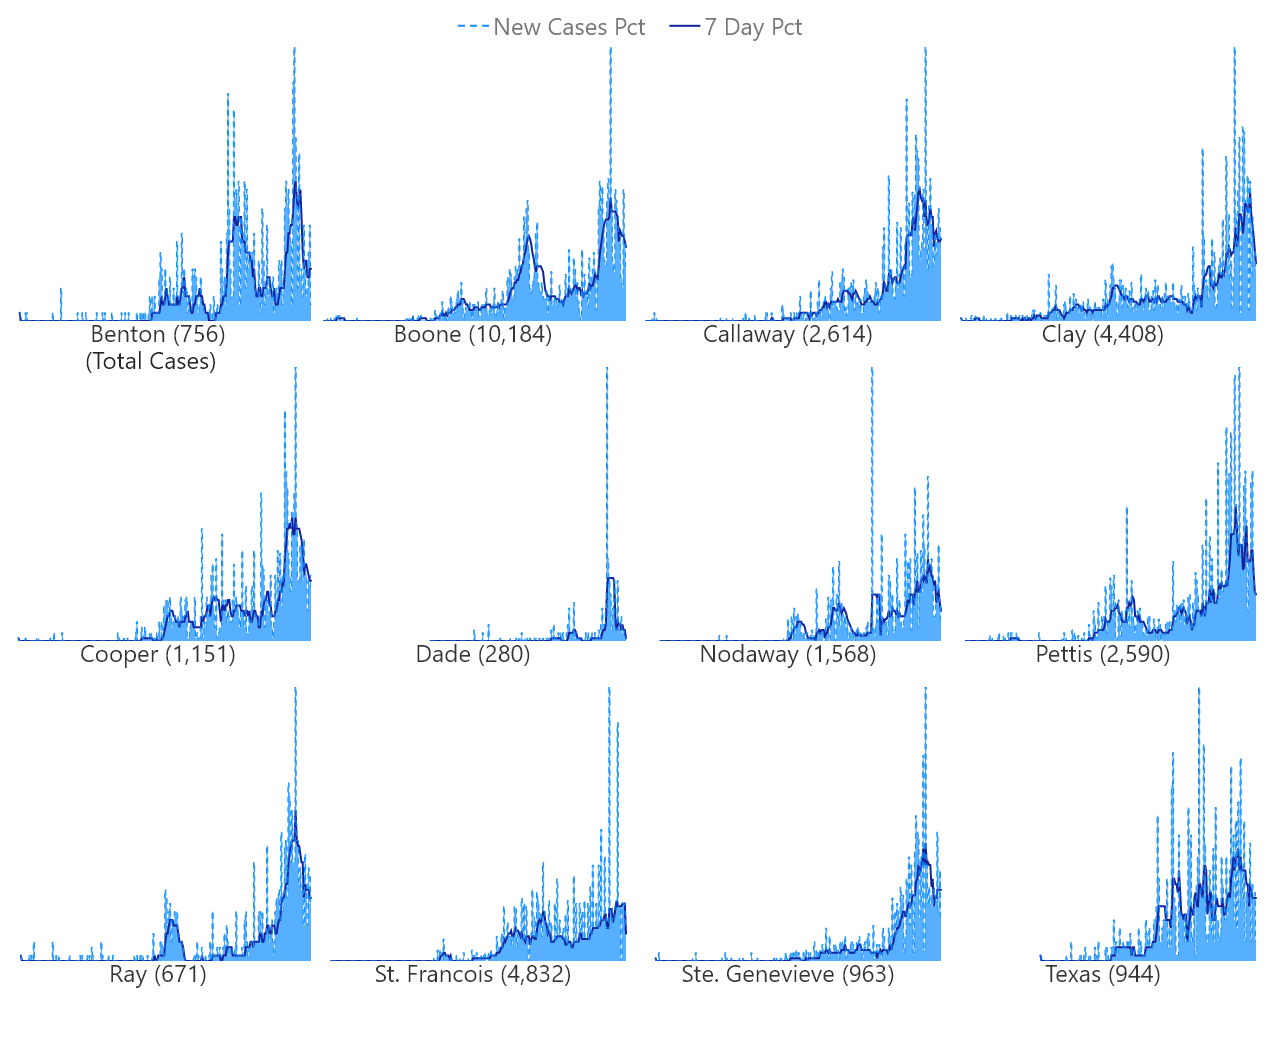 New Cases Pct 7 Day Pct
Benton (756) Boone (10,184) Callaway (2,614) Clay (4,408)
(Total Cases)
Cooper (1,151) Dade (280) Nodaway (1,568) Pettis (2,590)
Ray (671) St. Francois (4,832) Ste. Genevieve (963) Texas (944)